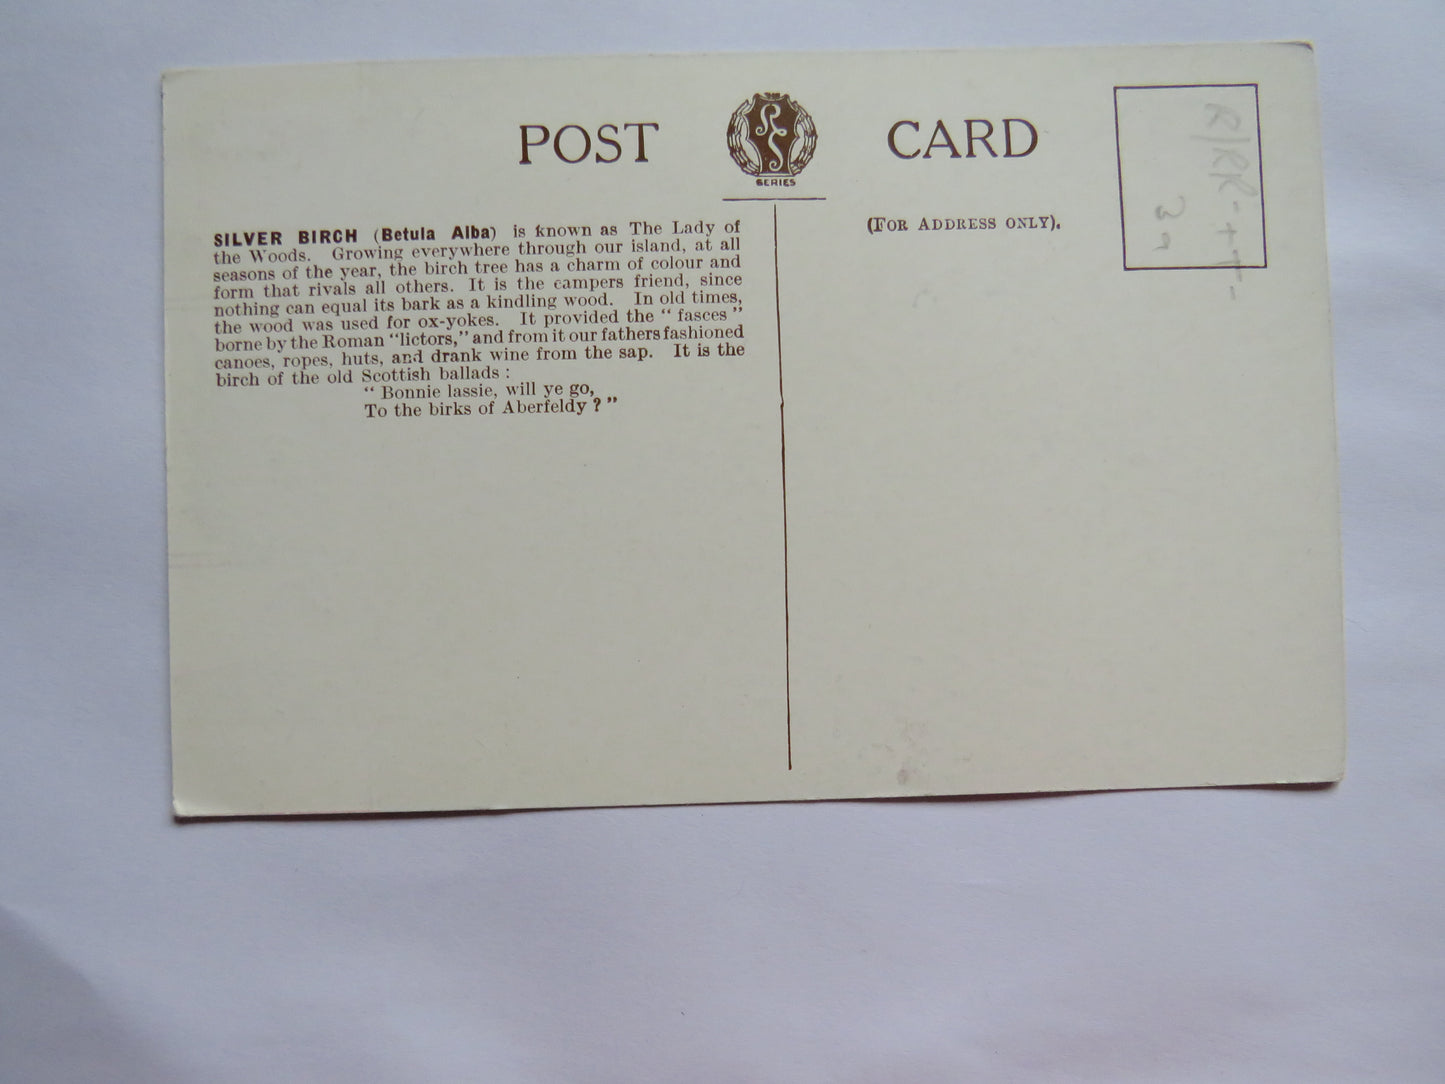 POST CARD
RS
SERIES
(FOR ADDRESS ONLY).
SILVER BIRCH (Betula Alba) is known as The Lady of
the Woods. Growing everywhere through our island, at all
seasons of the year, the birch tree has a charm of colour and
form that rivals all others. It is the campers friend, since
nothing can equal its bark as a kindling wood. In old times,
the wood was used for ox-yokes. It provided the " fasces "
borne by the Roman "lictors," and from it our fathers fashioned
canoes, ropes, huts, and drank wine from the sap. It is the
birch of the old Scottish ballads :
" Bonnie lassie, will ye go,
To the birks of Aberfeldy ? "